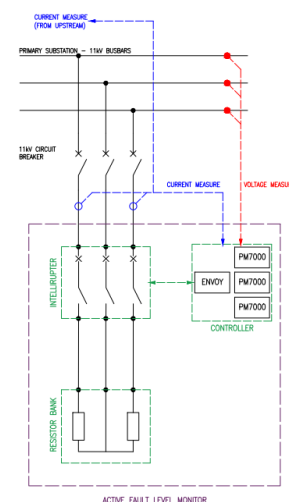 CURRENT MEASURE
(FROM UPSTREAM)
PRIMARY SUBSTATION - 11kV BUSBARS
11kV CIRCUIT
BREAKER
CURRENT MEASURE
VOLTAGE MEASU
INTELLIRUPTER
ENVOY
PM7000
PM7000
PM7000
CONTROLLER
RESISTOR BANK
ACTIVE FAULT LEVEL MONITOR